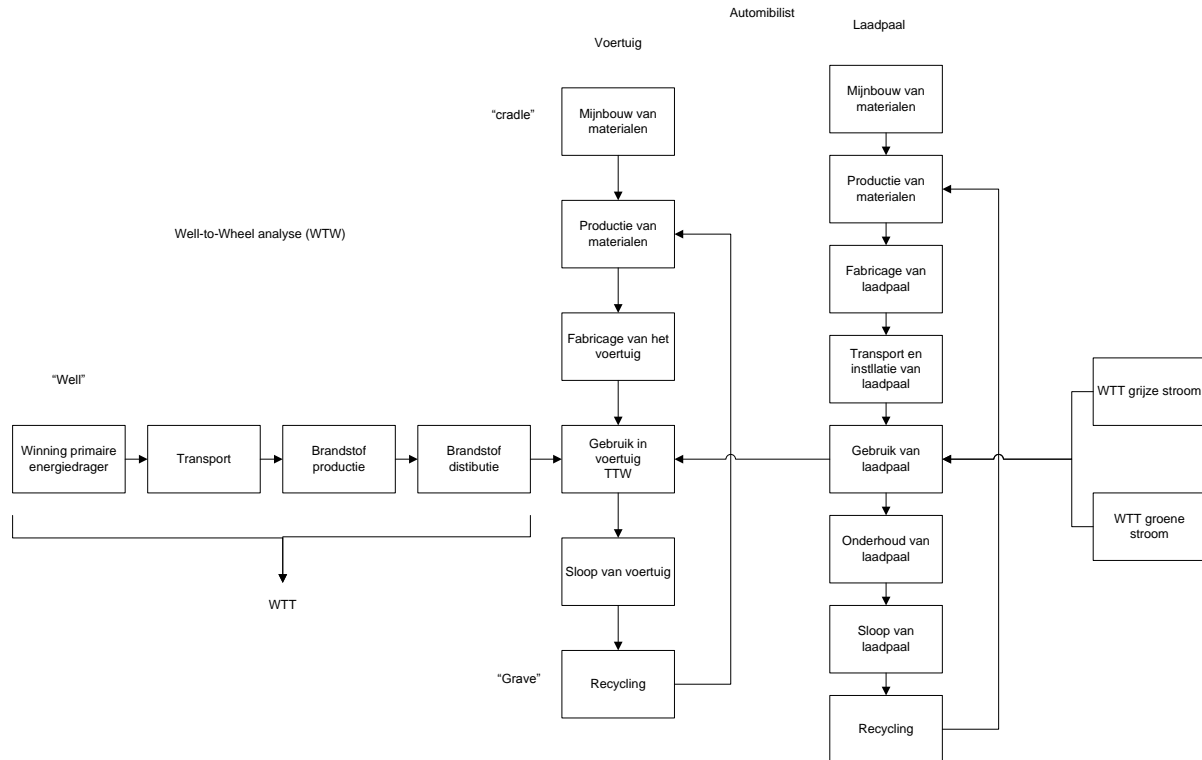 Automibilist
Voertuig
Laadpaal
"cradle"
Mijnbouw van
materialen
Mijnbouw van
materialen
Well-to-Wheel analyse (WTW)
Productie van
materialen
Productie van
materialen
Fabricage van het
voertuig
Fabricage van
laadpaal
Transport en
instllatie van
laadpaal
"Well"
WTT grijze stroom
Winning primaire
energiedrager
Transport
Brandstof
productie
Brandstof
distibutie
Gebruik in
voertuig
TTW
Gebruik van
laadpaal
WTT groene
stroom
Onderhoud van
laadpaal
Sloop van voertuig
WTT
Sloop van
laadpaal
"Grave"
Recycling
Recycling